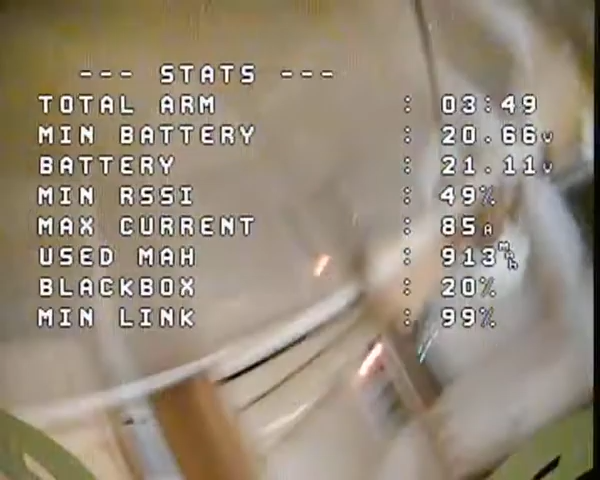 --- STATS ---
TOTAL ARM : 03:49
MIN BATTERY : 20.66V
BATTERY : 21.11V
MIN RSSI : 49%
MAX CURRENT : 85A
USED MAH : 913mAh
BLACKBOX : 20%
MIN LINK : 99%